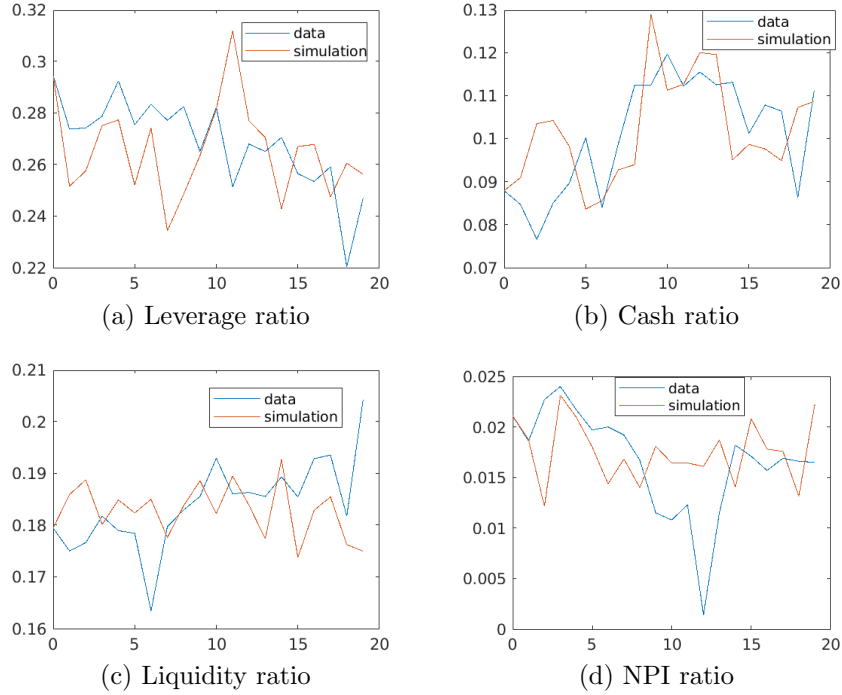 0.32
0.3
0.28
0.26
0.24
0.22
0 5 10 15 20
data
simulation
(a) Leverage ratio
0.13
0.12
0.11
0.1
0.09
0.08
0.07
0 5 10 15 20
data
simulation
(b) Cash ratio
0.21
0.2
0.19
0.18
0.17
0.16
0 5 10 15 20
data
simulation
(c) Liquidity ratio
0.025
0.02
0.015
0.01
0.005
0
0 5 10 15 20
data
simulation
(d) NPI ratio